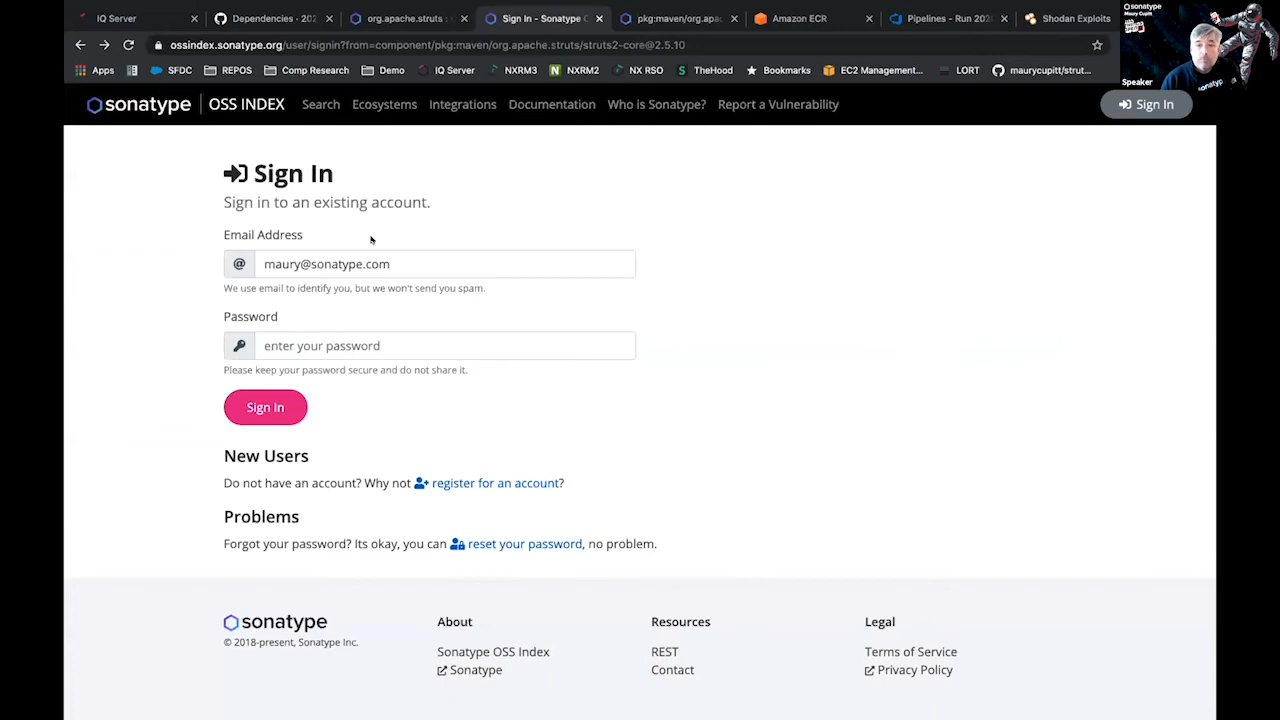 IQ Server
Dependencies · 202
org.apache.struts :
Sign In - Sonatype O
pkg:maven/org.apac
Amazon ECR
Pipelines - Run 202
Shodan Exploits
ossindex.sonatype.org/user/signin?from=component/pkg:maven/org.apache.struts/struts2-core@2.5.10
Apps
SFDC
REPOS
Comp Research
Demo
IQ Server
NXRM3
NXRM2
NX RSO
TheHood
Bookmarks
EC2 Management...
LORT
maurycupitt/strut...
sonatype
Maury Cupitt
Speaker
sonatype | OSS INDEX
Search
Ecosystems
Integrations
Documentation
Who is Sonatype?
Report a Vulnerability
Sign In
Sign In
Sign in to an existing account.
Email Address
@ maury@sonatype.com
We use email to identify you, but we won't send you spam.
Password
enter your password
Please keep your password secure and do not share it.
Sign In
New Users
Do not have an account? Why not register for an account?
Problems
Forgot your password? Its okay, you can reset your password, no problem.
sonatype
© 2018-present, Sonatype Inc.
About
Sonatype OSS Index
Sonatype
Resources
REST
Contact
Legal
Terms of Service
Privacy Policy